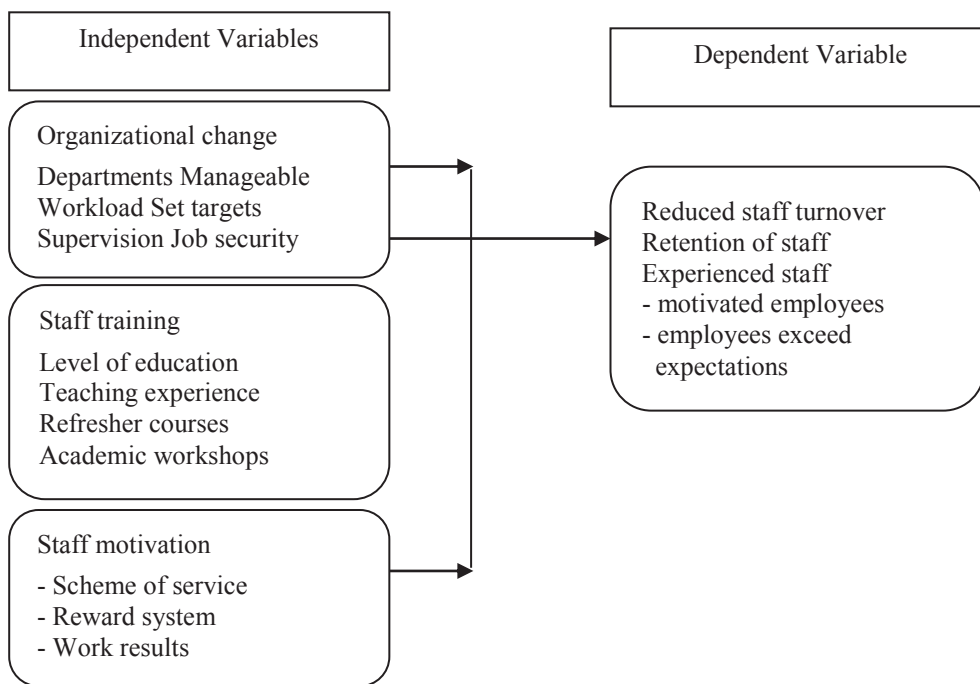 Independent Variables
Dependent Variable
Organizational change
Departments Manageable
Workload Set targets
Supervision Job security
Staff training
Level of education
Teaching experience
Refresher courses
Academic workshops
Staff motivation
- Scheme of service
- Reward system
- Work results
Reduced staff turnover
Retention of staff
Experienced staff
- motivated employees
- employees exceed
expectations